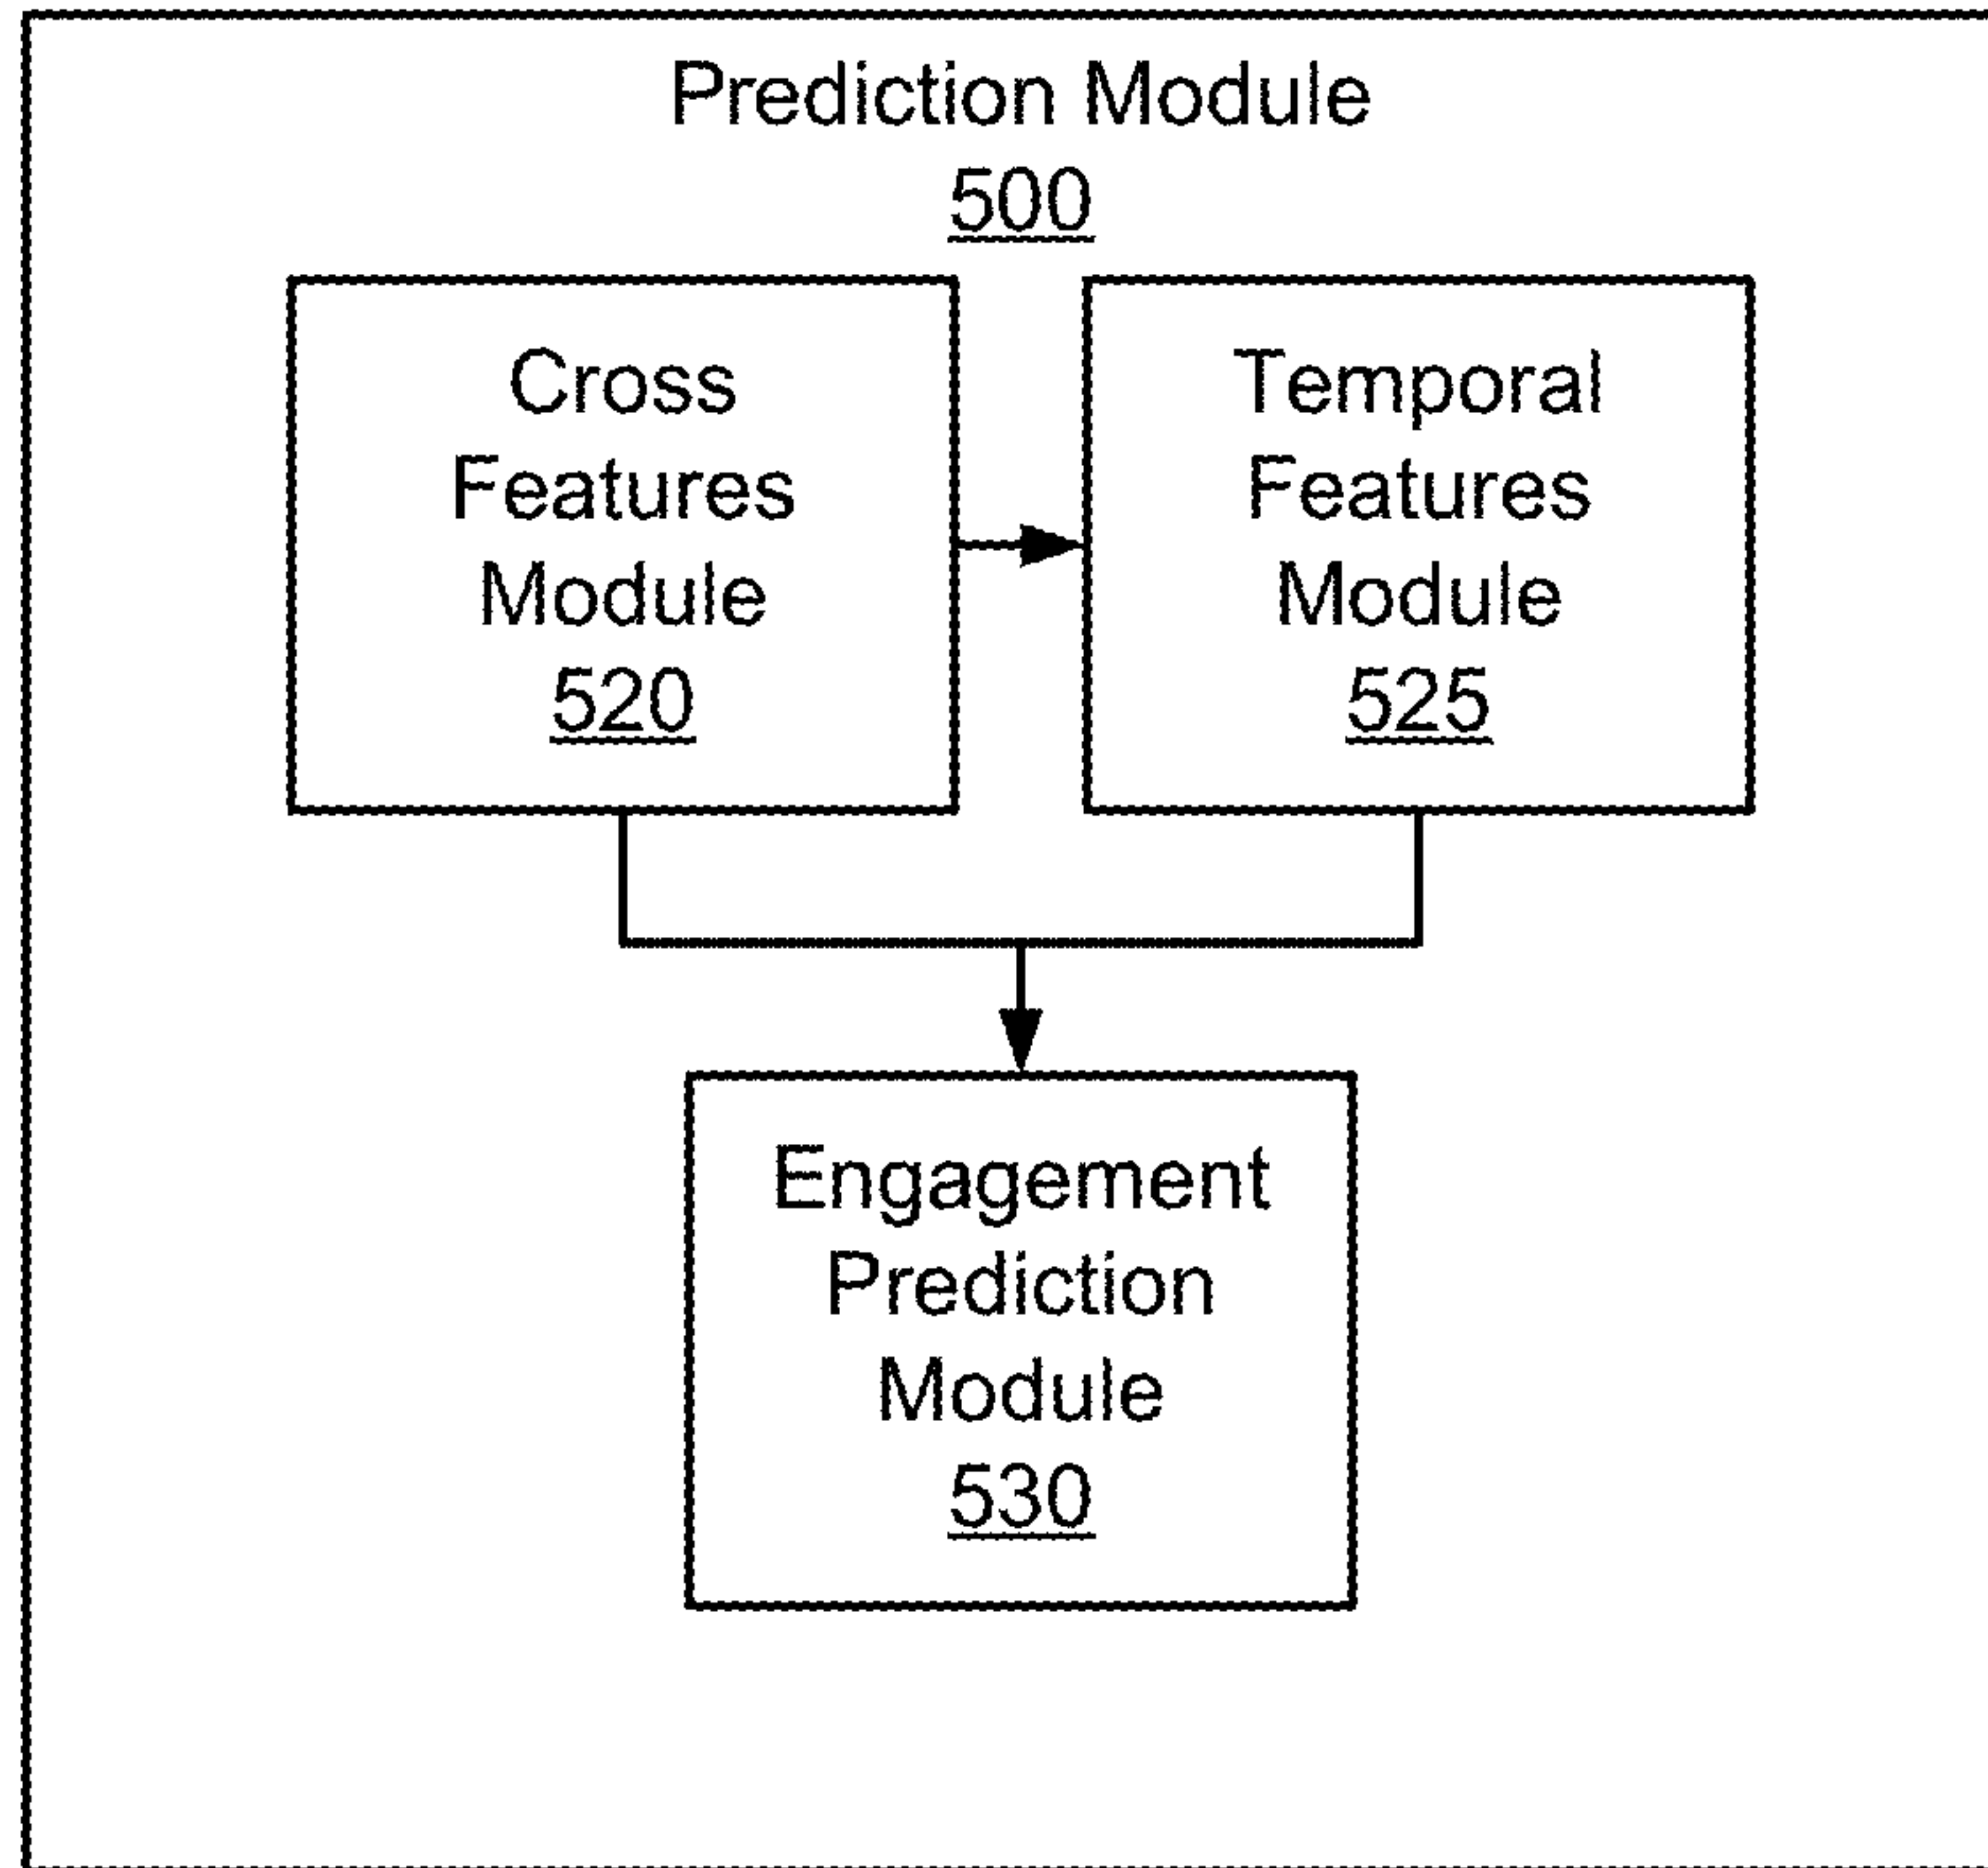 Prediction Module
500
Cross
Features
Module
520
Temporal
Features
Module
525
Engagement
Prediction
Module
530